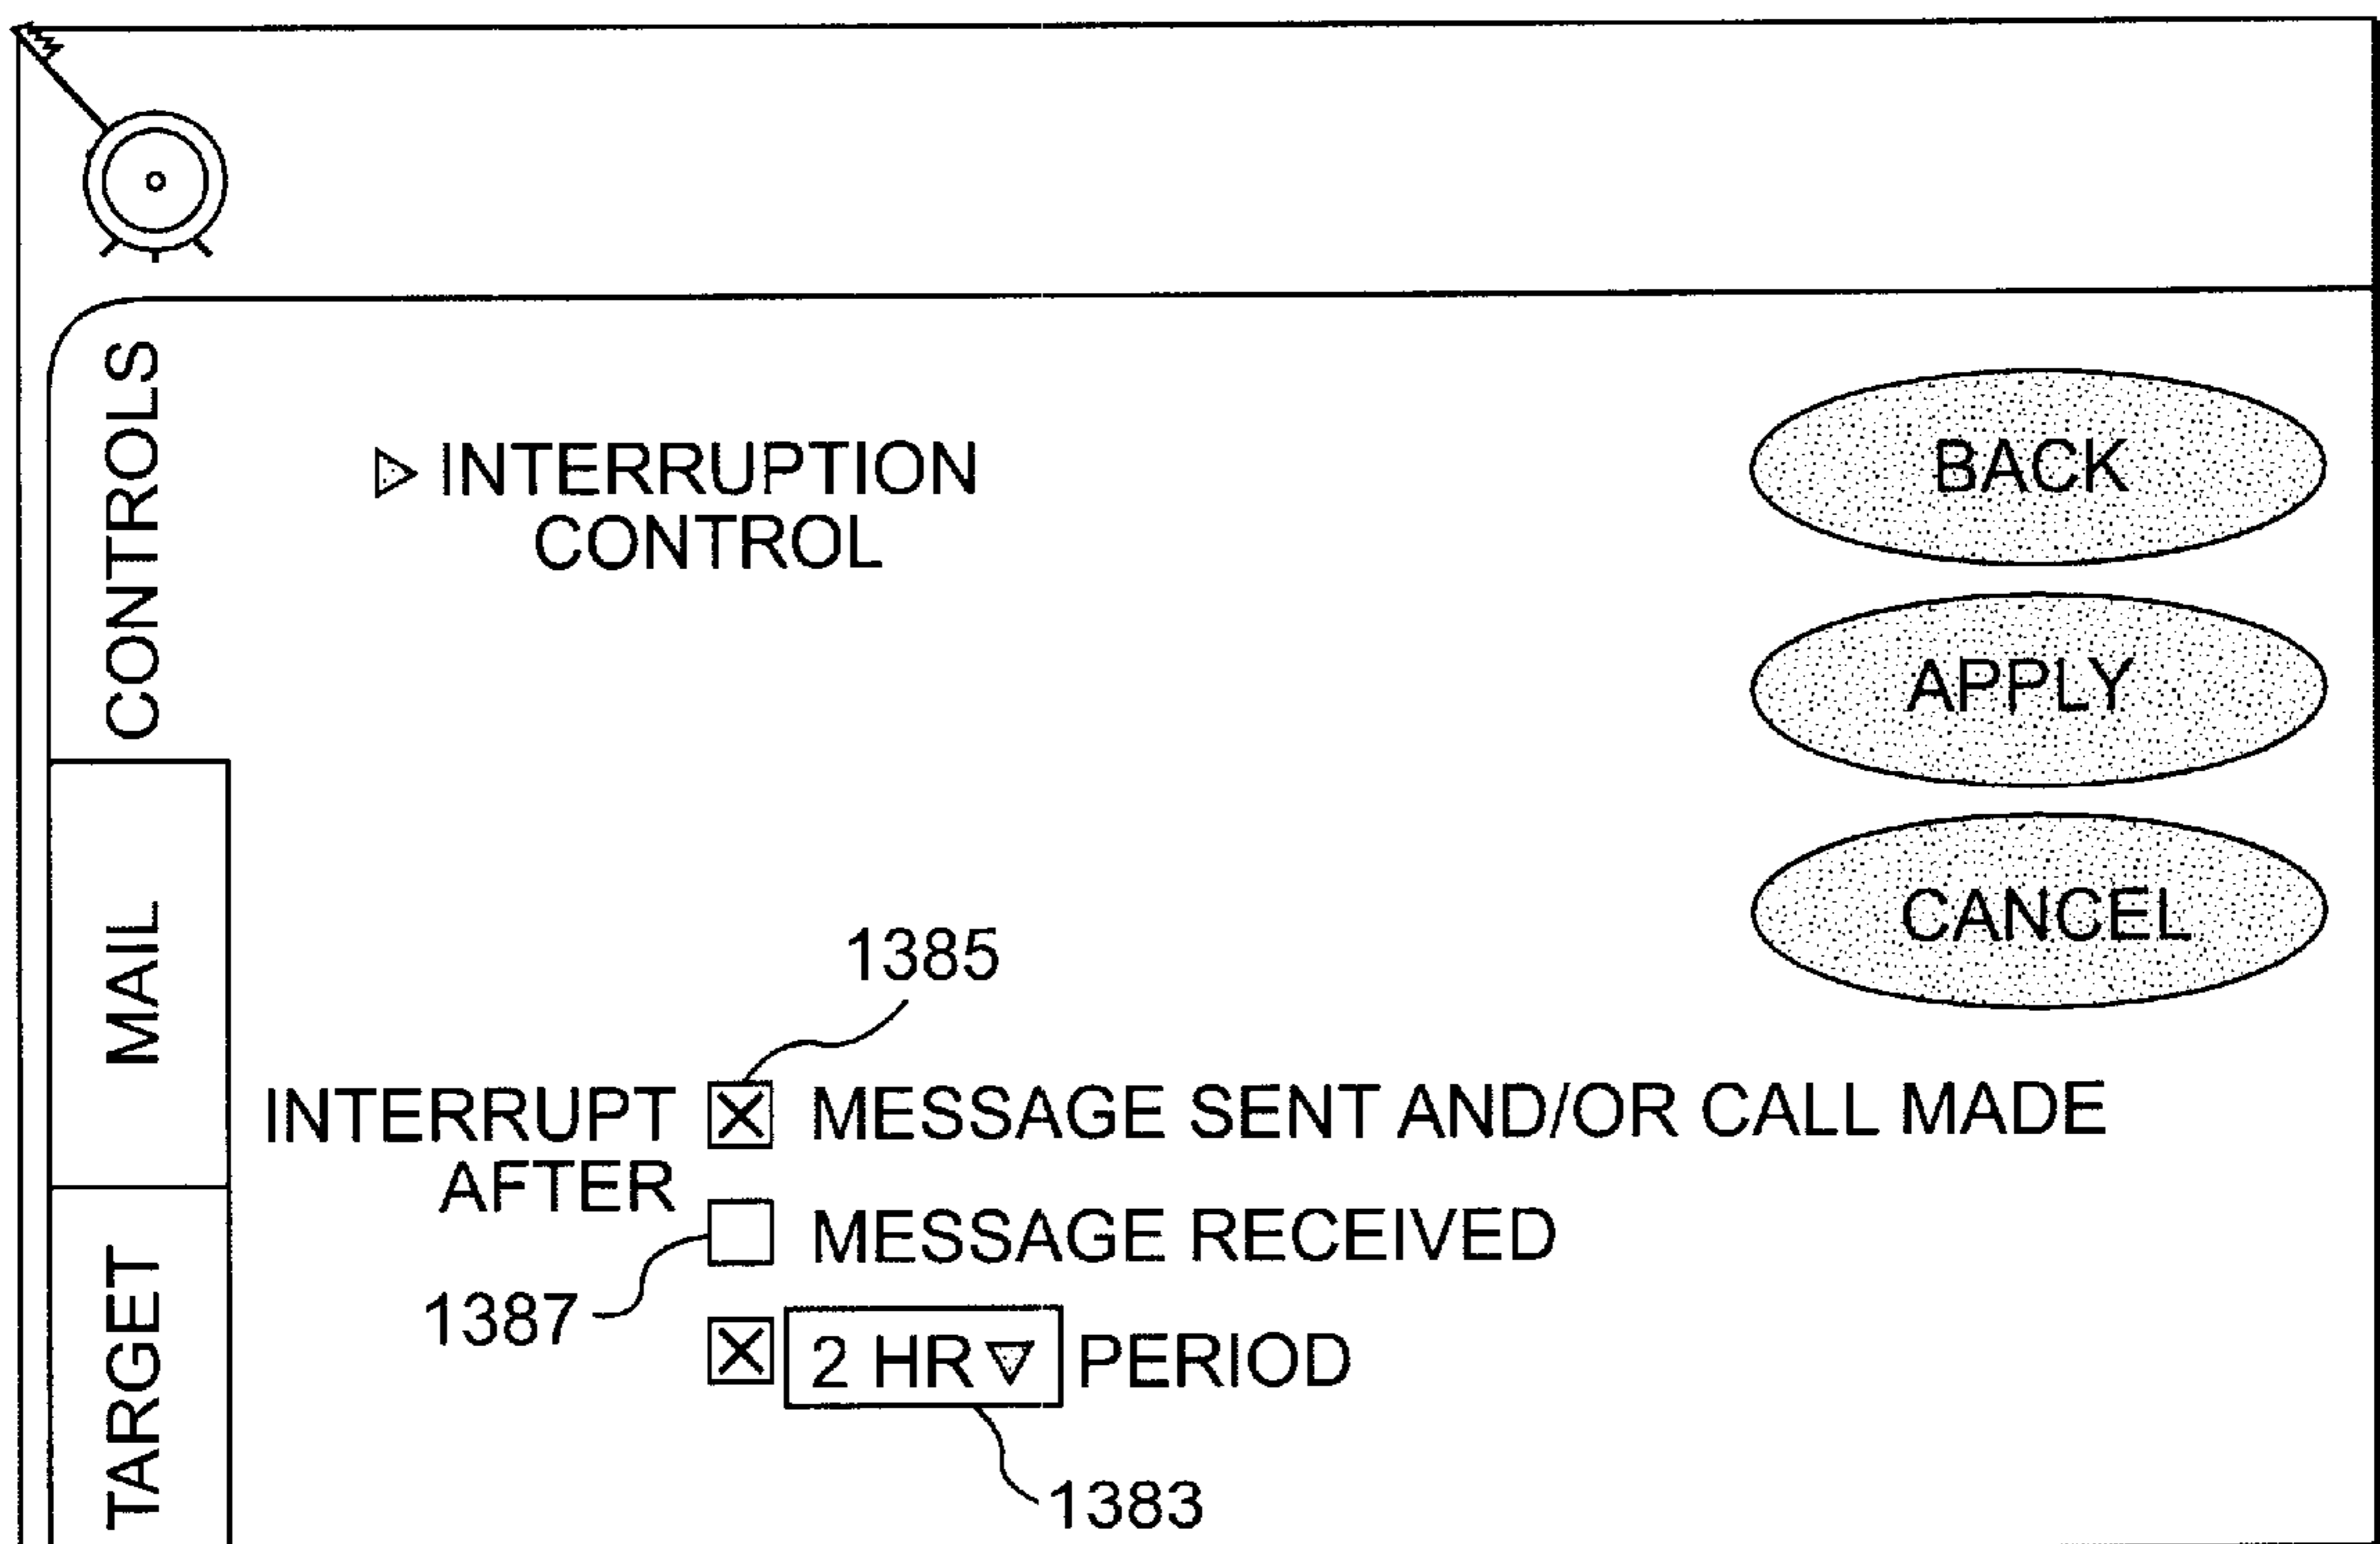 CONTROLS
MAIL
TARGET
INTERRUPTION
CONTROL
BACK
APPLY
CANCEL
1385
INTERRUPT
AFTER
MESSAGE SENT AND/OR CALL MADE
MESSAGE RECEIVED
1387
2 HR PERIOD
1383